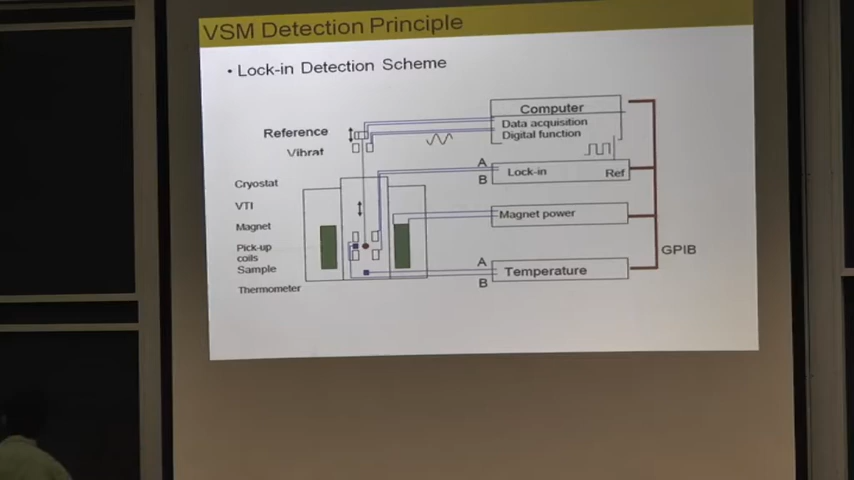 VSM Detection Principle
• Lock-in Detection Scheme
Computer
Data acquisition
Digital function
Reference
Vibrat
A
B
Lock-in
Ref
Cryostat
VTI
Magnet
Magnet power
Pick-up
coils
Sample
GPIB
A
B
Temperature
Thermometer